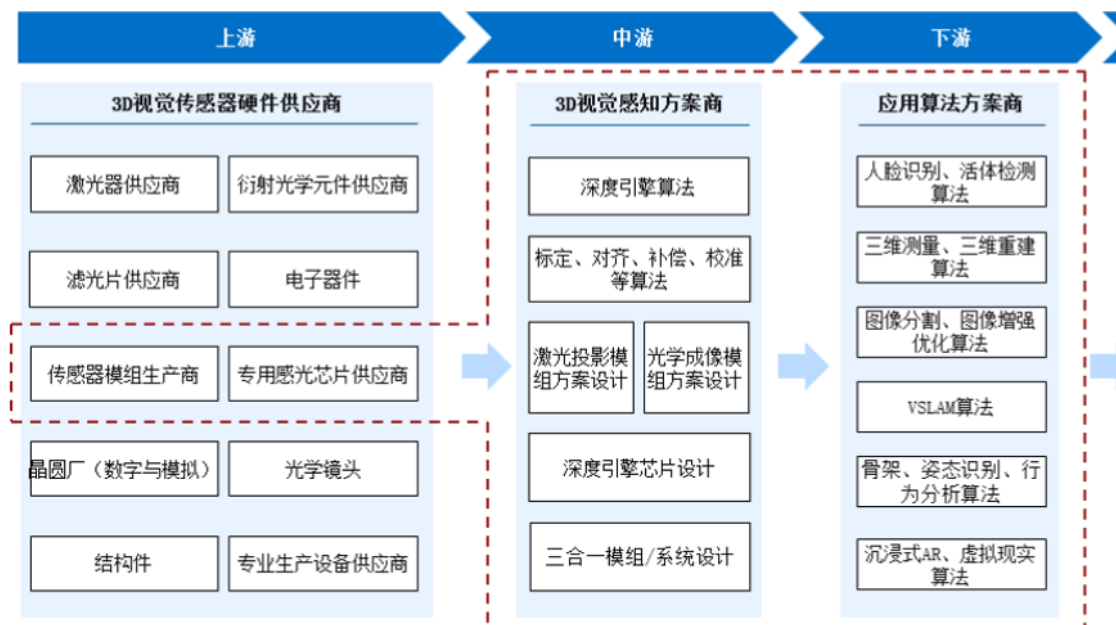 上游
中游
下游
3D视觉传感器硬件供应商
激光器供应商
衍射光学元件供应商
滤光片供应商
电子器件
传感器模组生产商
专用感光芯片供应商
晶圆厂（数字与模拟）
光学镜头
结构件
专业生产设备供应商
3D视觉感知方案商
深度引擎算法
标定、对齐、补偿、校准
等算法
激光投影模
组方案设计
光学成像模
组方案设计
深度引擎芯片设计
三合一模组/系统设计
应用算法方案商
人脸识别、活体检测
算法
三维测量、三维重建
算法
图像分割、图像增强
优化算法
VSLAM算法
骨架、姿态识别、行
为分析算法
沉浸式AR、虚拟现实
算法